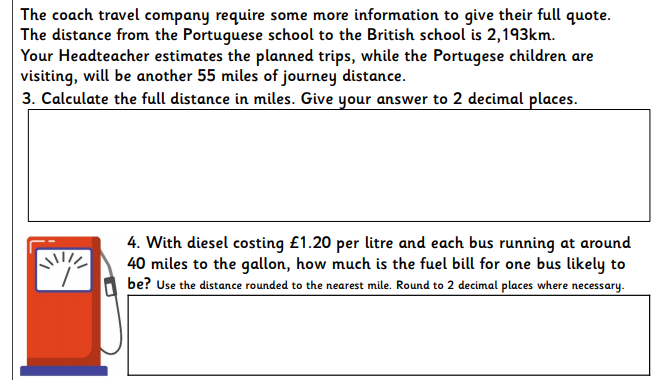 The coach travel company require some more information to give their full quote.
The distance from the Portuguese school to the British school is 2,193km.
Your Headteacher estimates the planned trips, while the Portugese children are
visiting, will be another 55 miles of journey distance.
3. Calculate the full distance in miles. Give your answer to 2 decimal places.
4. With diesel costing £1.20 per litre and each bus running at around
40 miles to the gallon, how much is the fuel bill for one bus likely to
be? Use the distance rounded to the nearest mile. Round to 2 decimal places where necessary.